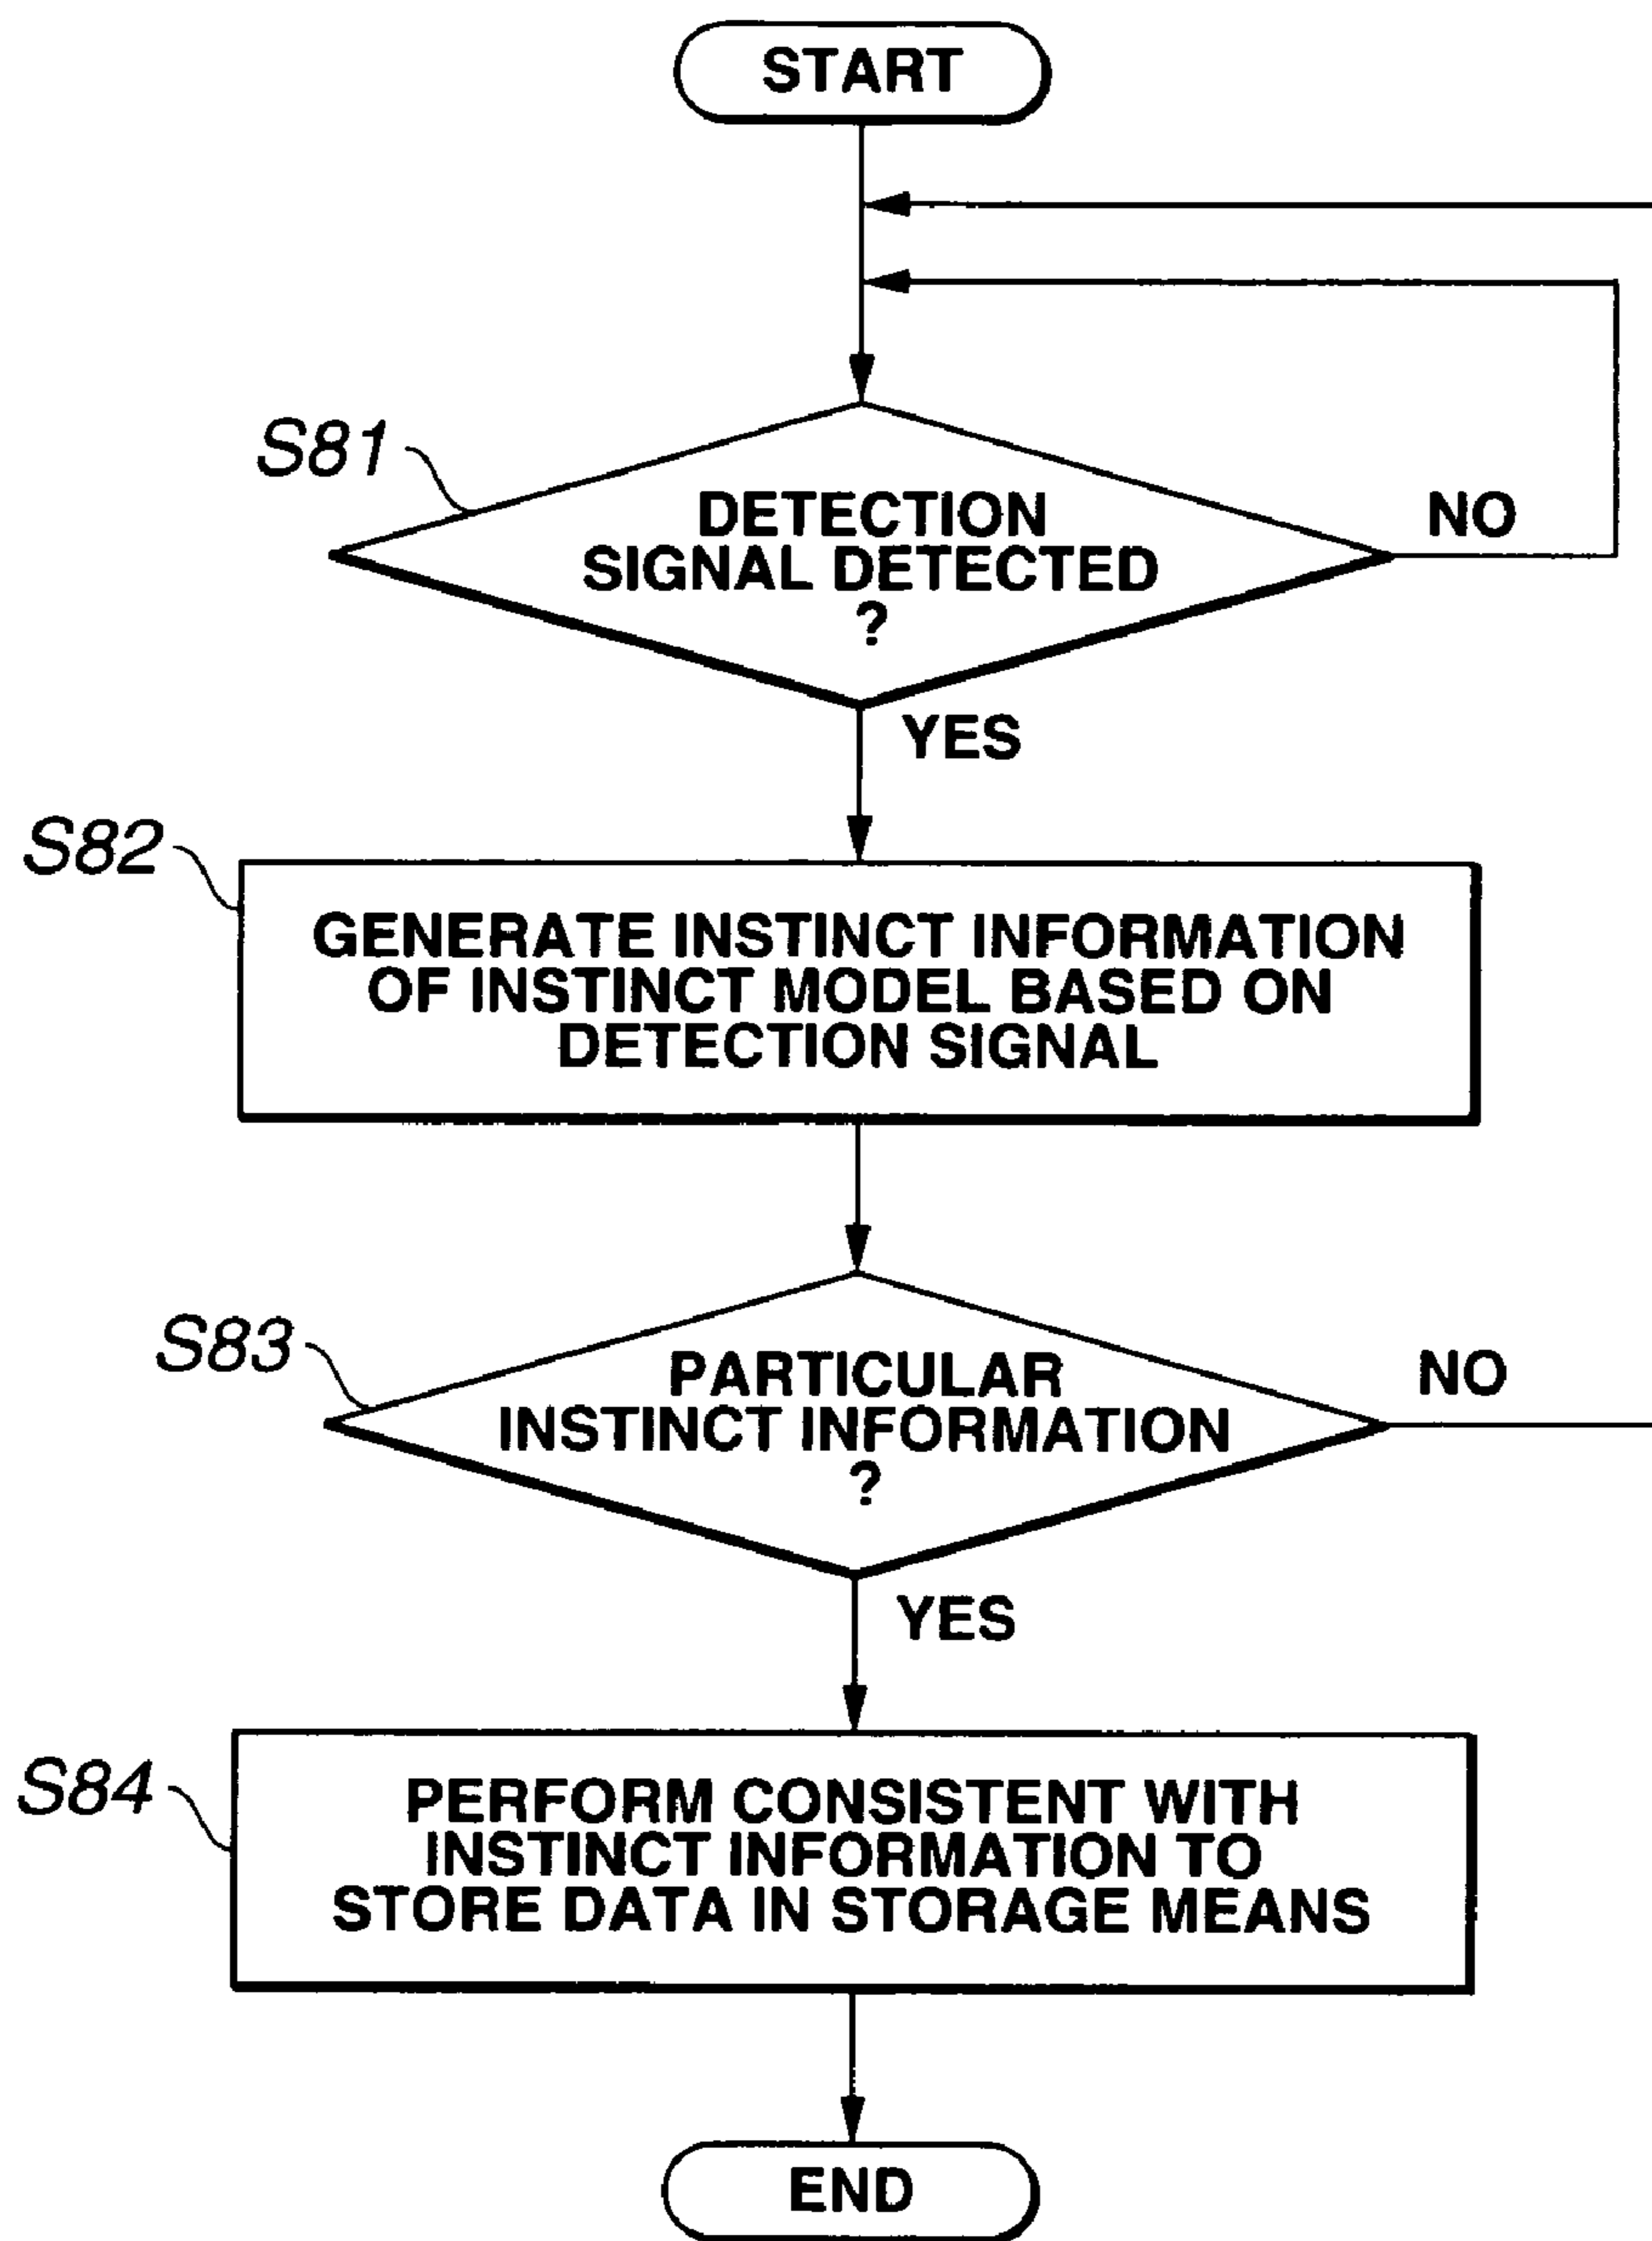 START
S81
DETECTION
SIGNAL DETECTED
?
NO
YES
S82
GENERATE INSTINCT INFORMATION
OF INSTINCT MODEL BASED ON
DETECTION SIGNAL
S83
PARTICULAR
INSTINCT INFORMATION
?
NO
YES
S84
PERFORM CONSISTENT WITH
INSTINCT INFORMATION TO
STORE DATA IN STORAGE MEANS
END